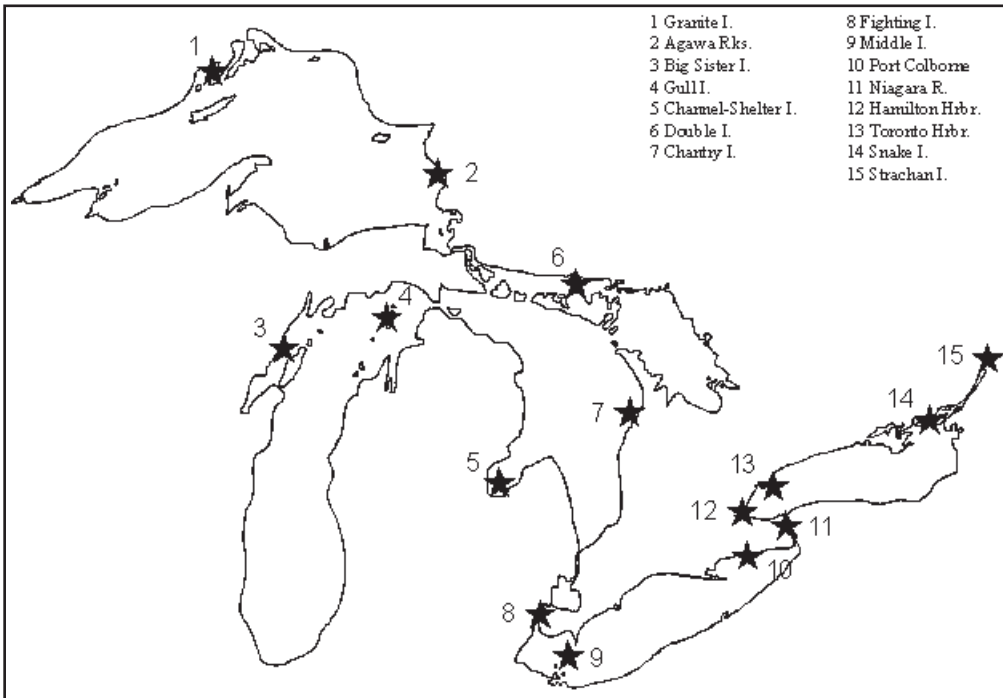 1 Granite I.
2 Agawa Rks.
3 Big Sister I.
4 Gull I.
5 Channel-Shelter I.
6 Double I.
7 Chantry I.
8 Fighting I.
9 Middle I.
10 Port Colborne
11 Niagara R.
12 Hamilton Hrbr.
13 Toronto Hrbr.
14 Snake I.
15 Strachan I.
1
2
6
4
3
15
7
14
5
13
12
11
10
8
9